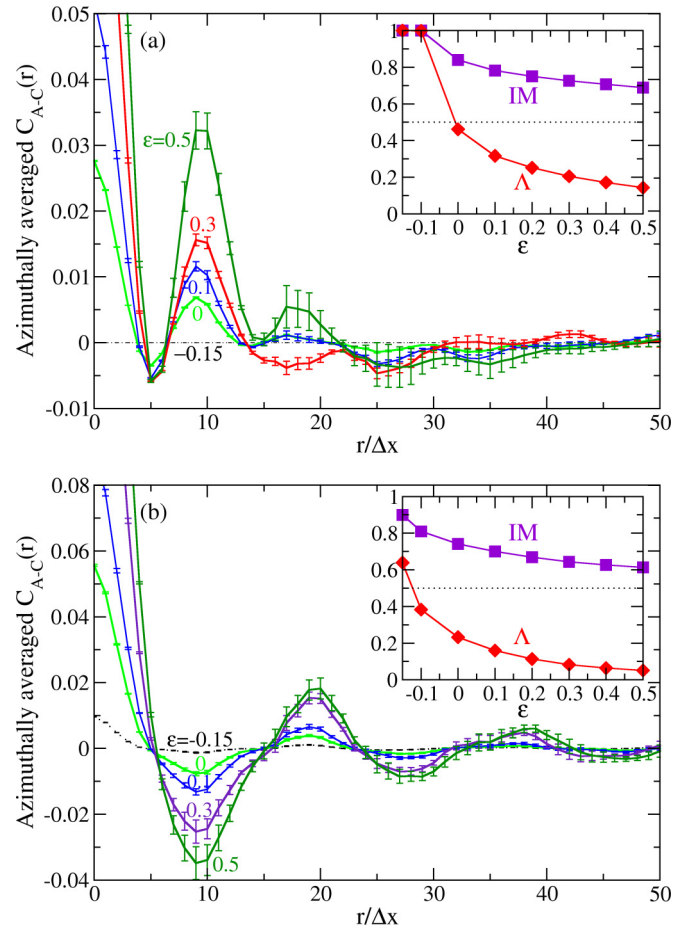 0.05
0.04
0.03
0.02
0.01
0
-0.01
Azimuthally averaged C_{A-C}(r)
(a)
ε=0.5
0.3
0.1
0
−0.15
0 10 20 30 40 50
r/Δx
1
0.8
0.6
0.4
0.2
0
IM
Λ
-0.1 0 0.1 0.2 0.3 0.4 0.5
ε
0.08
0.06
0.04
0.02
0
-0.02
-0.04
Azimuthally averaged C_{A-C}(r)
(b)
ε=-0.15
0
0.1
0.3
0.5
0 10 20 30 40 50
r/Δx
1
0.8
0.6
0.4
0.2
0
IM
Λ
-0.1 0 0.1 0.2 0.3 0.4 0.5
ε